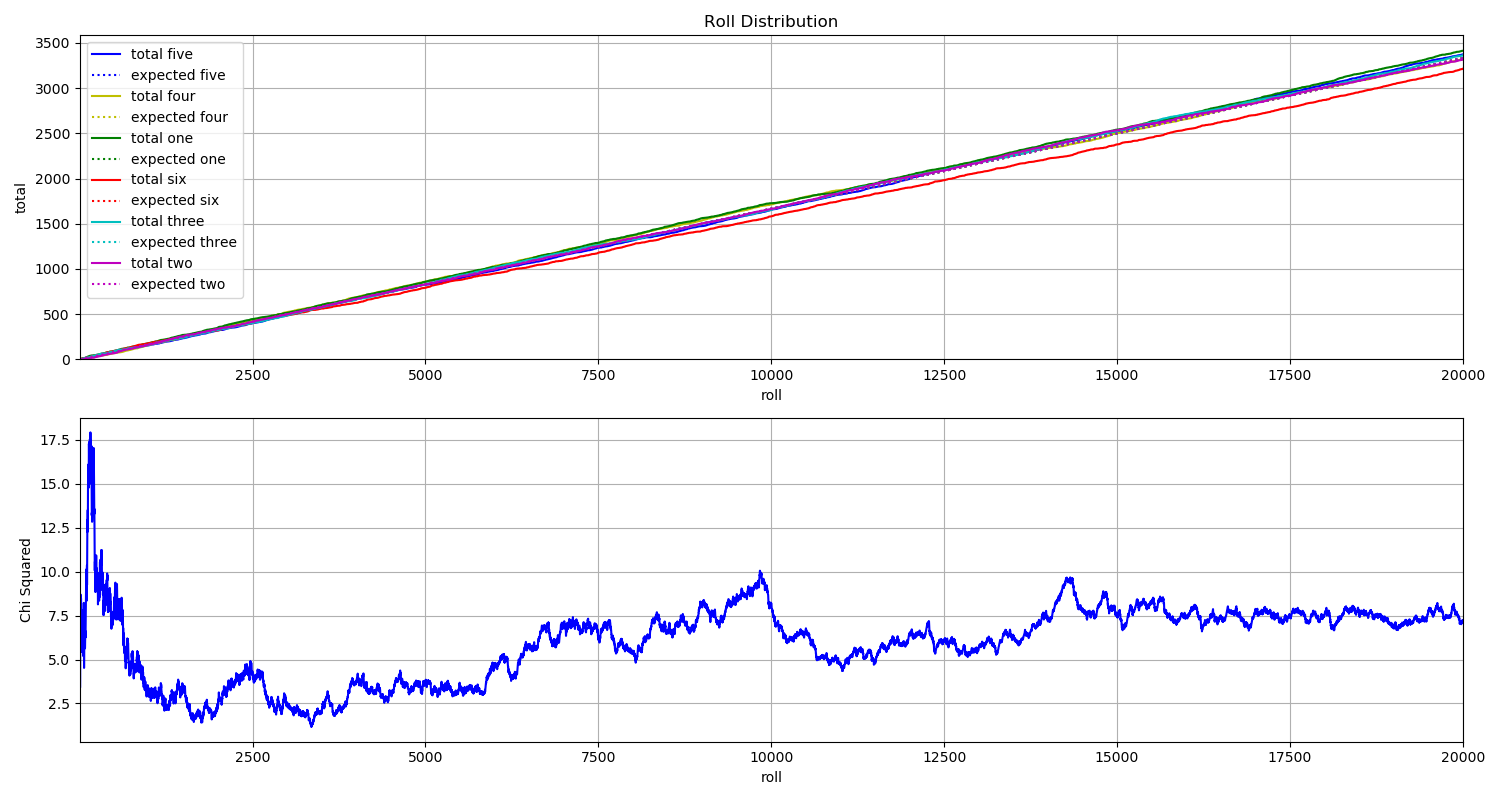 Roll Distribution
3500
3000
2500
2000
1500
1000
500
0
total
total five
expected five
total four
expected four
total one
expected one
total six
expected six
total three
expected three
total two
expected two
2500 5000 7500 10000 12500 15000 17500 20000
roll
17.5
15.0
12.5
10.0
7.5
5.0
2.5
Chi Squared
2500 5000 7500 10000 12500 15000 17500 20000
roll